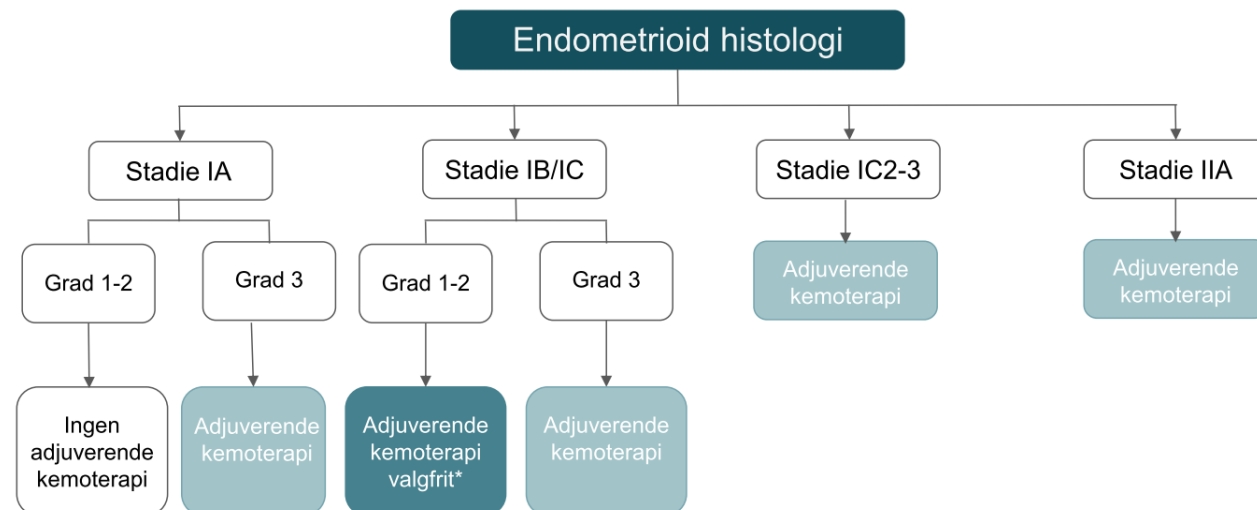 Endometrioid histologi
Stadie IA
Stadie IB/IC
Stadie IC2-3
Stadie IIA
Grad 1-2
Grad 3
Grad 1-2
Grad 3
Adjuverende
kemoterapi
Adjuverende
kemoterapi
Ingen
adjuverende
kemoterapi
Adjuverende
kemoterapi
Adjuverende
kemoterapi
valgfrit*
Adjuverende
kemoterapi